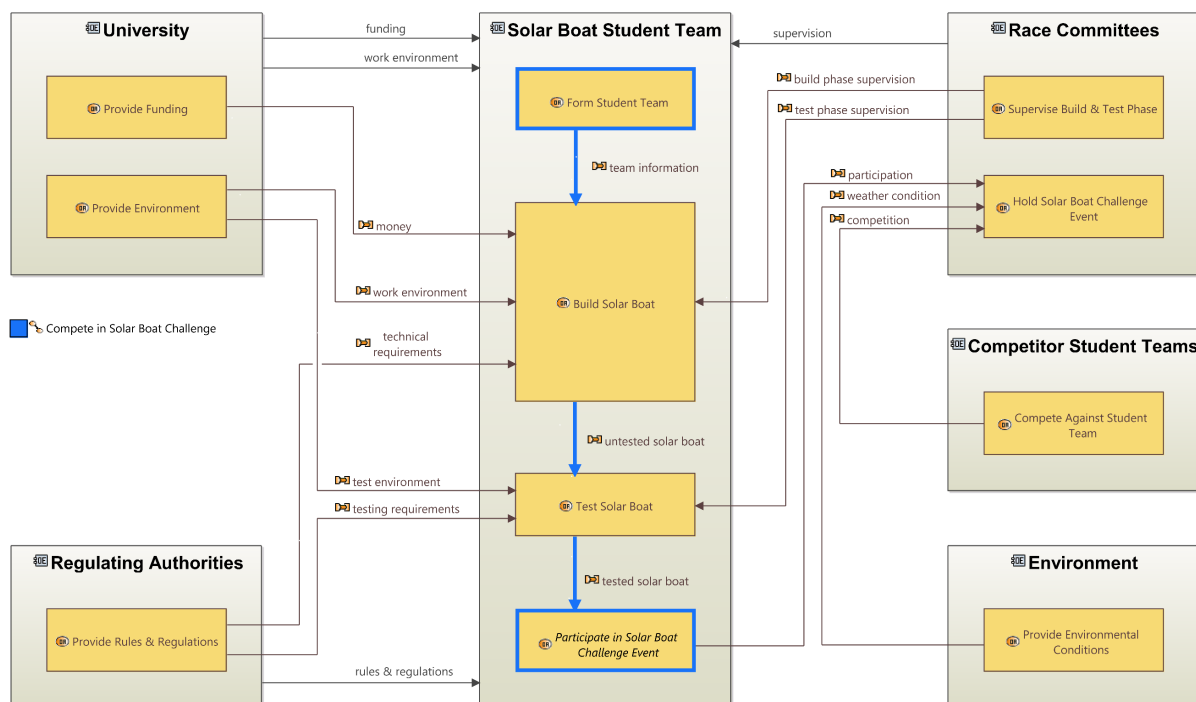 University
Provide Funding
Provide Environment
funding
work environment
Solar Boat Student Team
Form Student Team
team information
Build Solar Boat
untested solar boat
Test Solar Boat
tested solar boat
Participate in Solar Boat
Challenge Event
supervision
build phase supervision
test phase supervision
participation
weather condition
competition
Race Committees
Supervise Build & Test Phase
Hold Solar Boat Challenge
Event
money
work environment
technical
requirements
test environment
testing requirements
Compete in Solar Boat Challenge
Competitor Student Teams
Compete Against Student
Team
Regulating Authorities
Provide Rules & Regulations
rules & regulations
Environment
Provide Environmental
Conditions